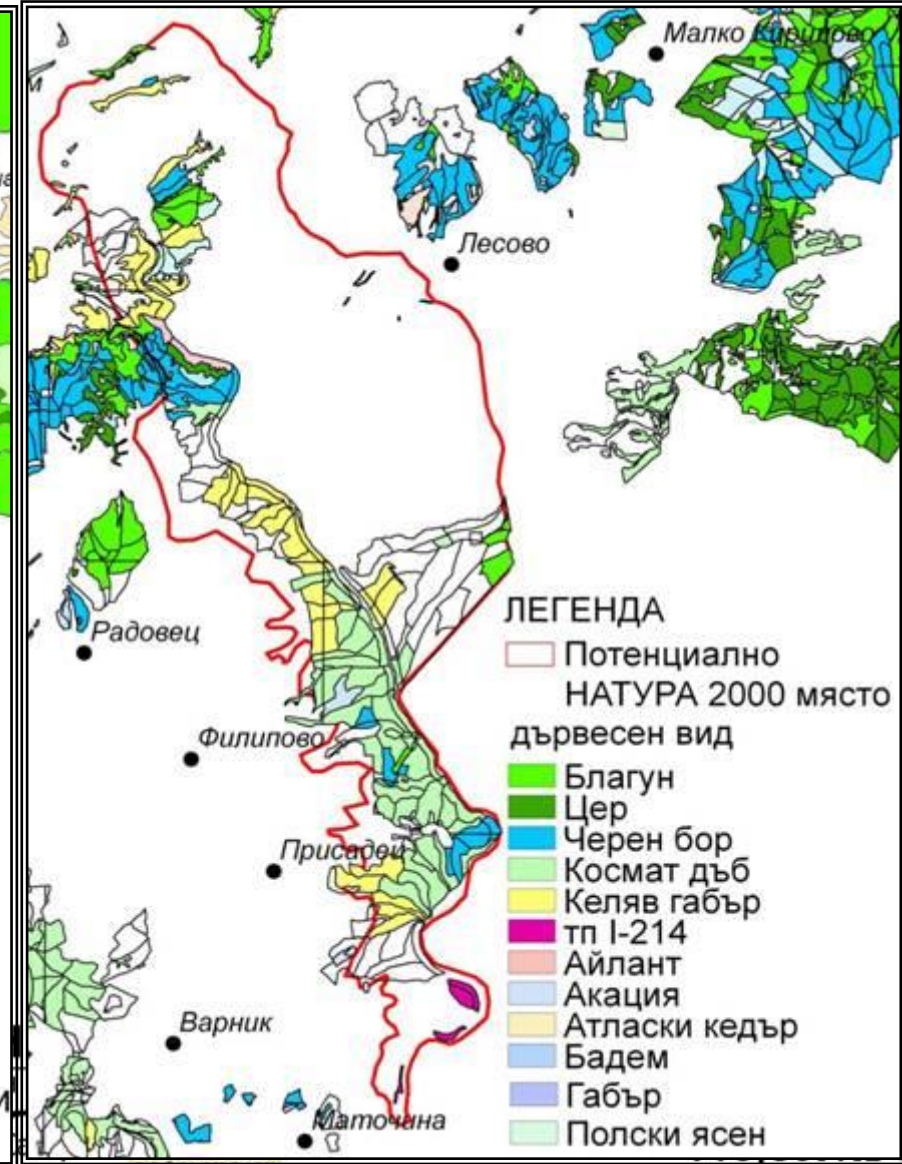 Малко Кирилово
Лесово
Радовец
Филипово
Присадец
Варник
Маточина
ЛЕГЕНДА
Потенциално
НАТУРА 2000 място
дървесен вид
Благун
Цер
Черен бор
Космат дъб
Келяв габър
тп I-214
Айлант
Акация
Атласки кедър
Бадем
Габър
Полски ясен